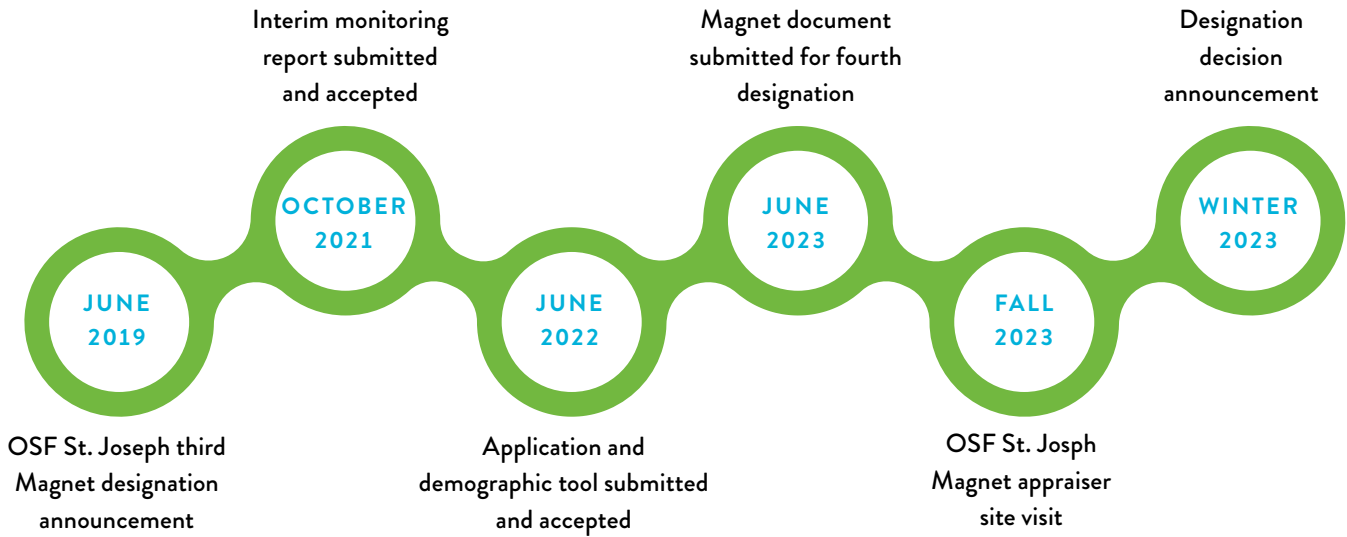 OSF St. Joseph third
Magnet designation
announcement
JUNE
2019
Interim monitoring
report submitted
and accepted
OCTOBER
2021
JUNE
2022
Application and
demographic tool submitted
and accepted
Magnet document
submitted for fourth
designation
JUNE
2023
FALL
2023
OSF St. Josph
Magnet appraiser
site visit
Designation
decision
announcement
WINTER
2023